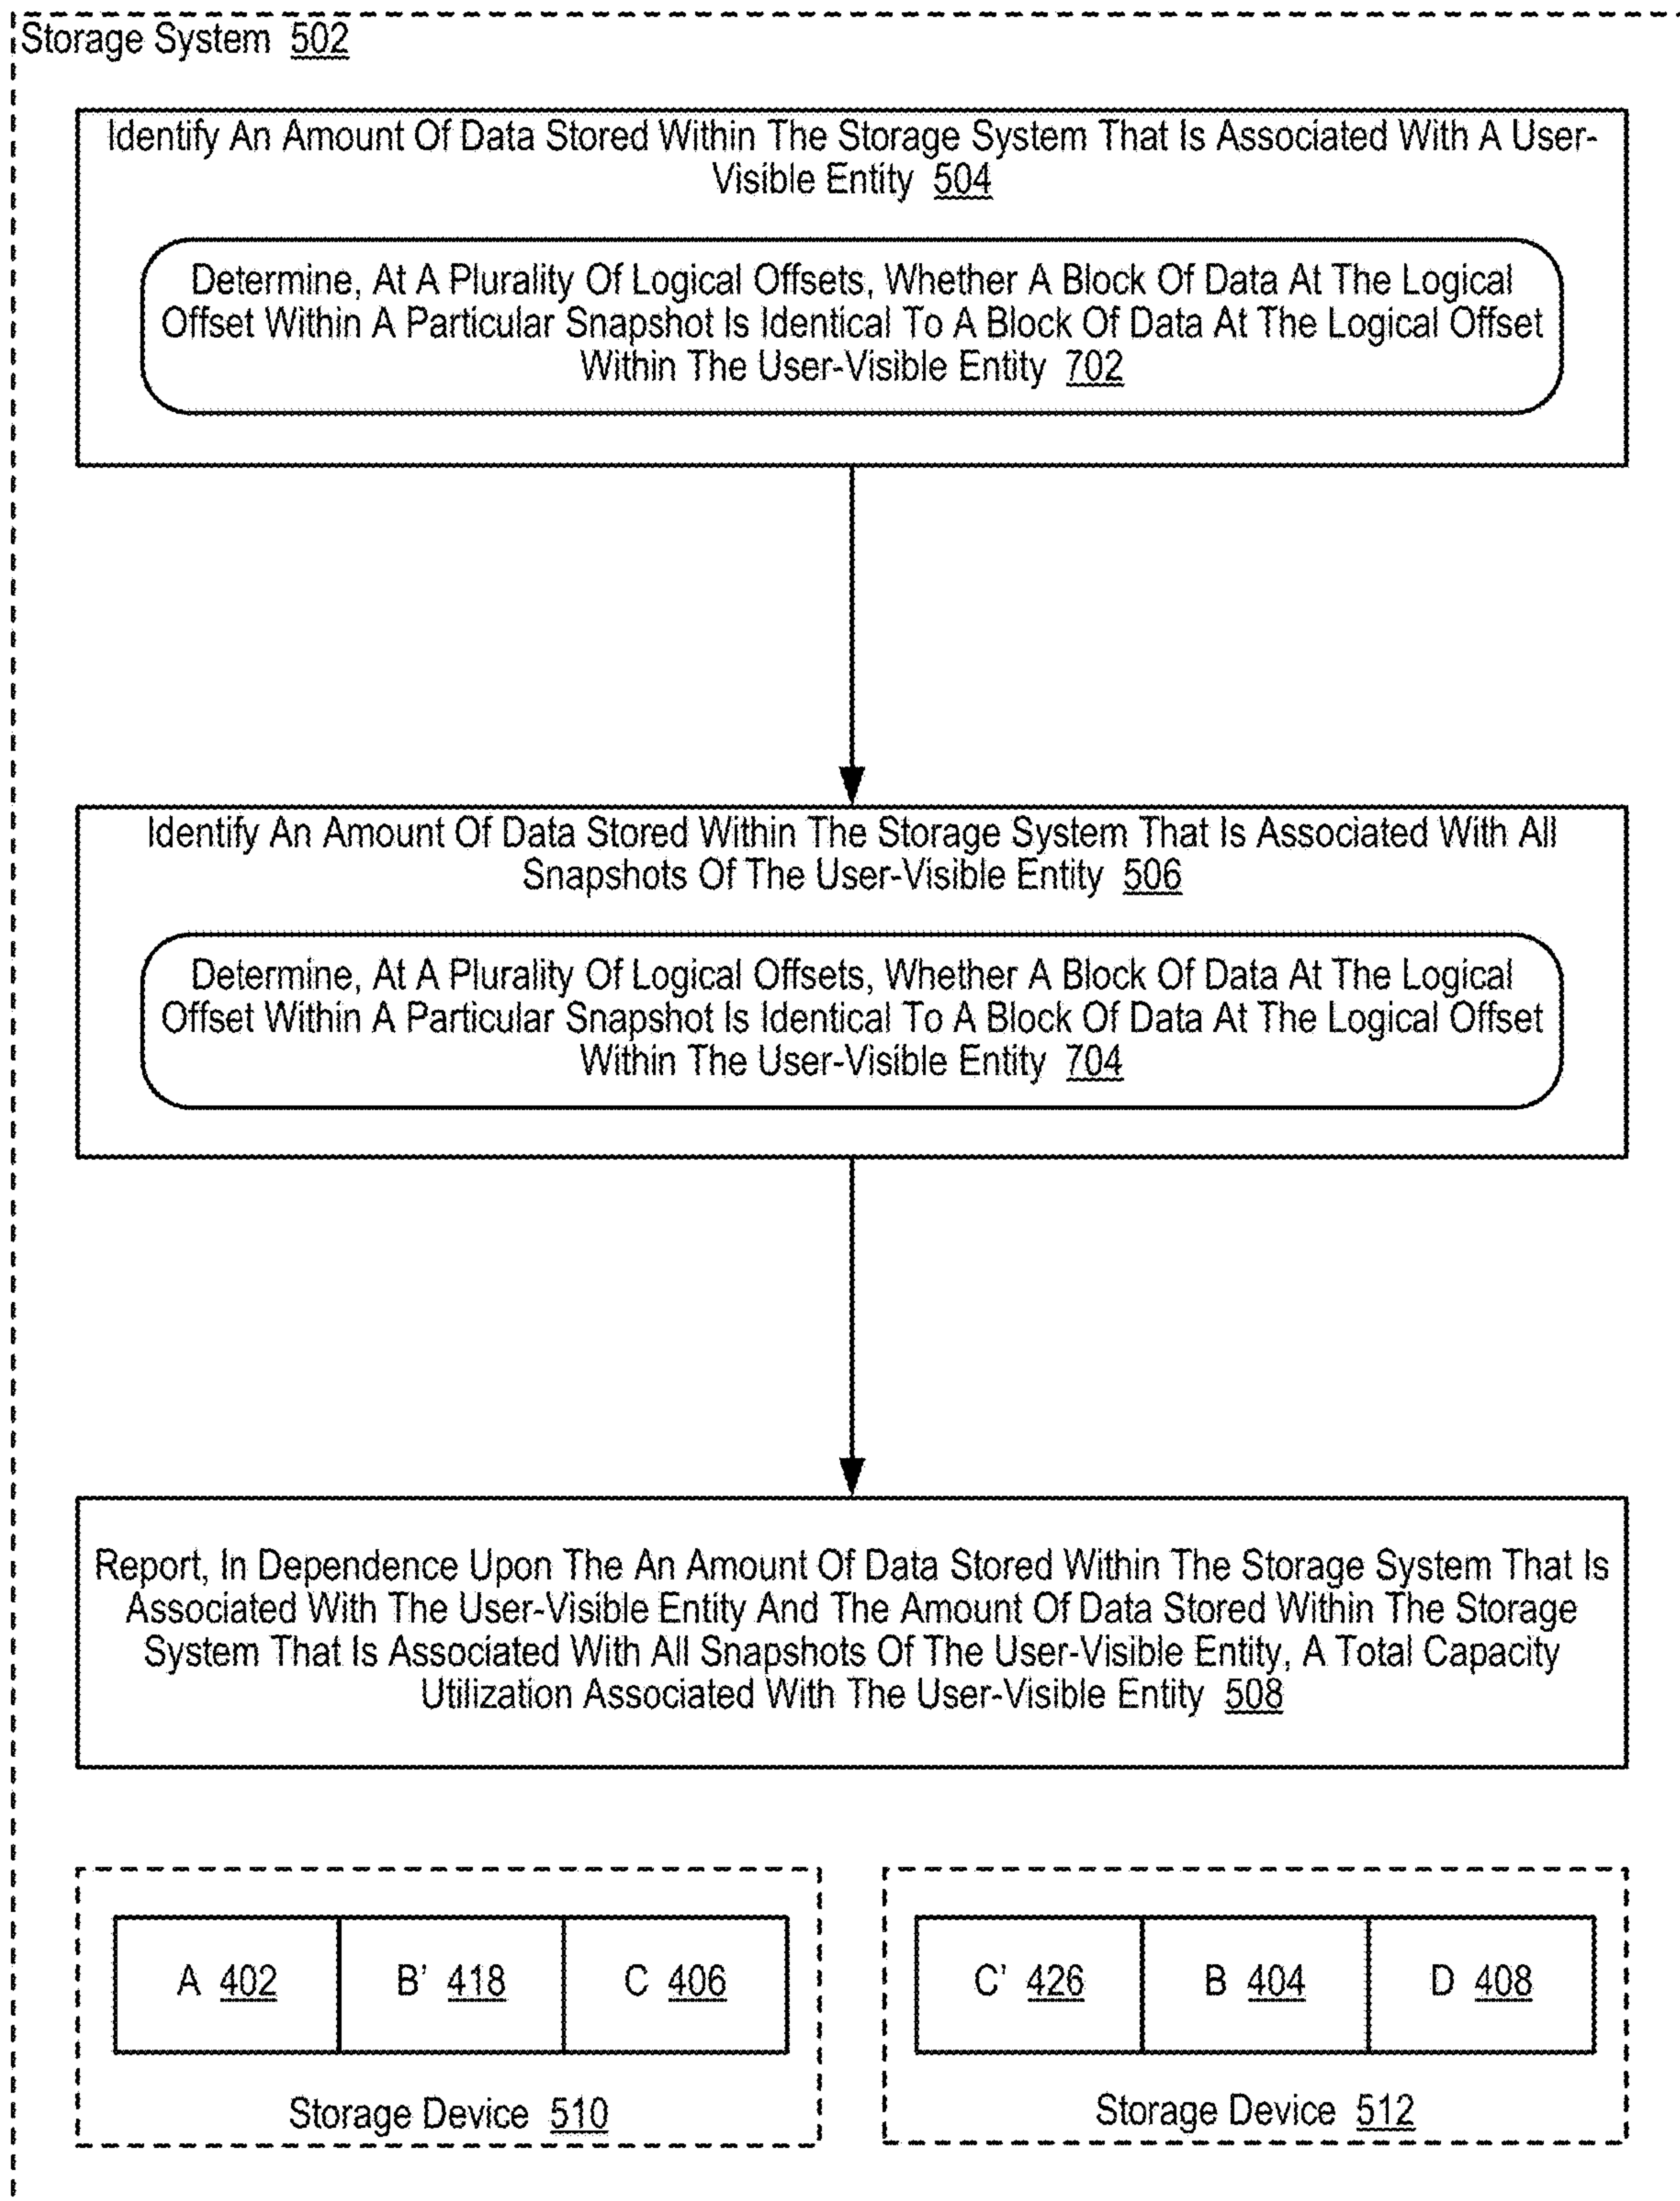 Storage System 502
Identify An Amount Of Data Stored Within The Storage System That Is Associated With A User-
Visible Entity 504
Determine, At A Plurality Of Logical Offsets, Whether A Block Of Data At The Logical
Offset Within A Particular Snapshot Is Identical To A Block Of Data At The Logical Offset
Within The User-Visible Entity 702
Identify An Amount Of Data Stored Within The Storage System That Is Associated With All
Snapshots Of The User-Visible Entity 506
Determine, At A Plurality Of Logical Offsets, Whether A Block Of Data At The Logical
Offset Within A Particular Snapshot Is Identical To A Block Of Data At The Logical Offset
Within The User-Visible Entity 704
Report, In Dependence Upon The An Amount Of Data Stored Within The Storage System That Is
Associated With The User-Visible Entity And The Amount Of Data Stored Within The Storage
System That Is Associated With All Snapshots Of The User-Visible Entity, A Total Capacity
Utilization Associated With The User-Visible Entity 508
A 402 B' 418 C 406
Storage Device 510
C' 426 B 404 D 408
Storage Device 512